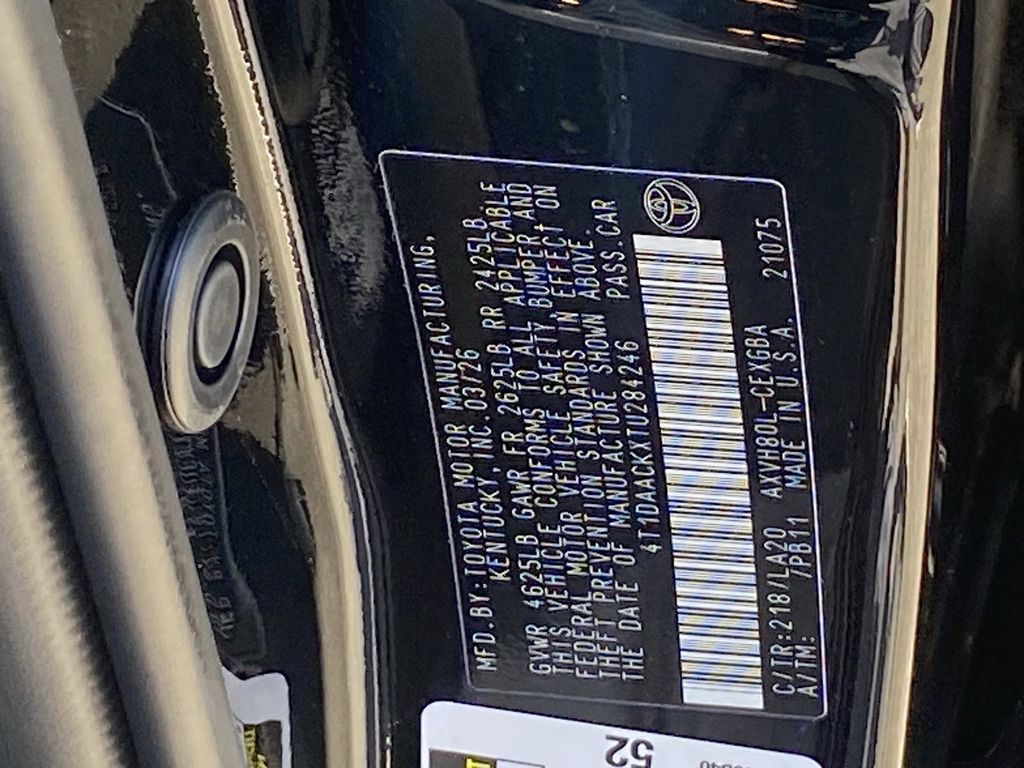 MFD.BY:TOYOTA MOTOR MANUFACTURING,
KENTUCKY, INC. 03/26
GVWR 4625LB GAWR FR 2625LB RR 2425LB
THIS VEHICLE CONFORMS TO ALL APPLICABLE
FEDERAL MOTOR VEHICLE SAFETY, BUMPER, AND
THEFT PREVENTION STANDARDS IN EFFECT ON
THE DATE OF MANUFACTURE SHOWN ABOVE.
4T1DAACKXTU284246 PASS.CAR
C/TR:218/LA20 AXVH80L-CEXGBA 21075
A/TM: /PB11 MADE IN U.S.A.
52